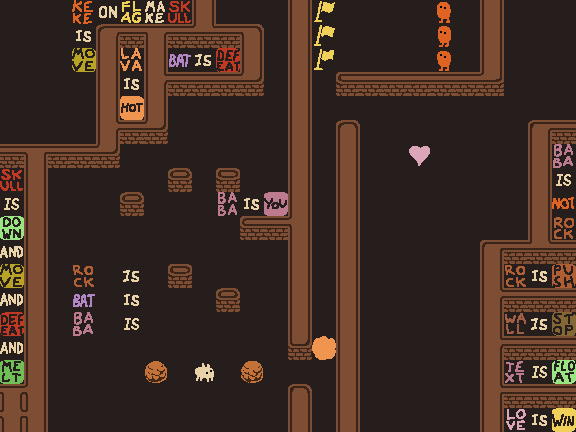 KEKE ON FLAG MAKE SKULL
IS
MOVE
LAVA
IS
HOT
BAT IS DEFEAT
SKULL
IS
DOWN
AND
MOVE
AND
DEFEAT
AND
MELT
BABA IS YOU
ROCK IS
BAT IS
BABA IS
BABA
IS
NOT
ROCK
ROCK IS PUSH
WALL IS STOP
TEXT IS FLOAT
LOVE IS WIN